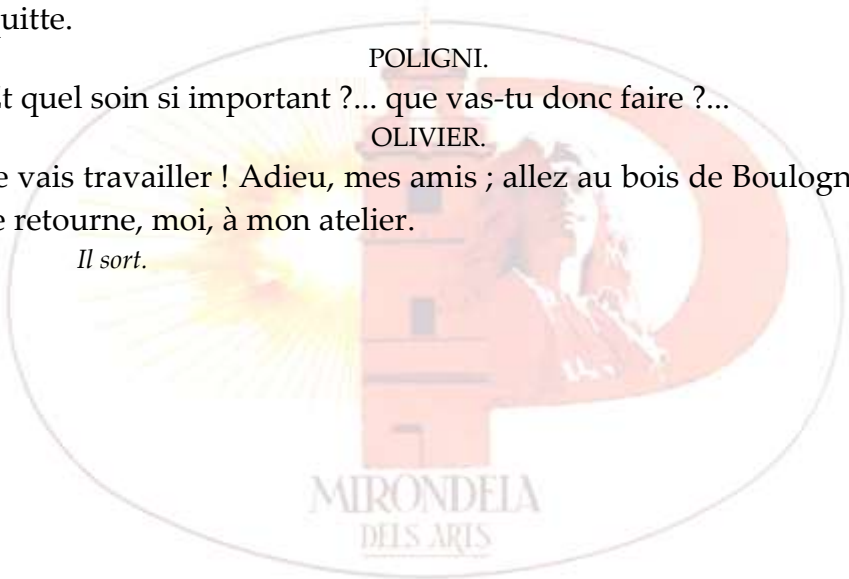 uitte.
POLIGNI.
t quel soin si important ?... que vas-tu donc faire ?...
OLIVIER.
e vais travailler ! Adieu, mes amis ; allez au bois de Boulogn
e retourne, moi, à mon atelier.
Il sort.
MIRONDELA
DELS ARTS